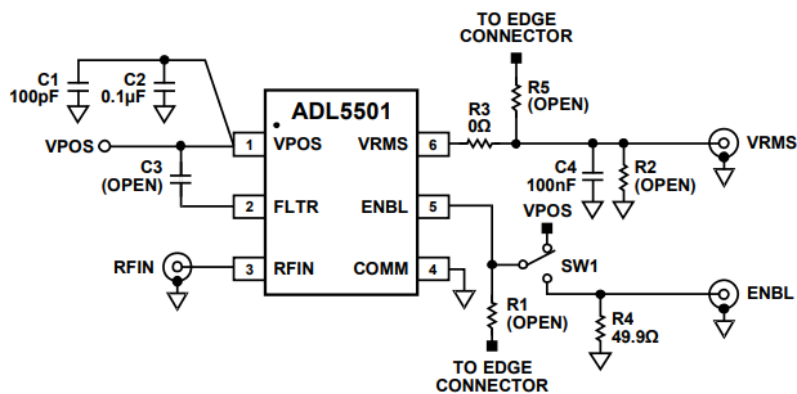 TO EDGE
CONNECTOR
C1
100pF
C2
0.1µF
ADL5501
R3
0Ω
R5
(OPEN)
VPOS
1
VPOS
VRMS
6
VRMS
C3
(OPEN)
C4
100nF
R2
(OPEN)
2
FLTR
ENBL
5
VPOS
RFIN
3
RFIN
COMM
4
SW1
ENBL
R1
(OPEN)
R4
49.9Ω
TO EDGE
CONNECTOR